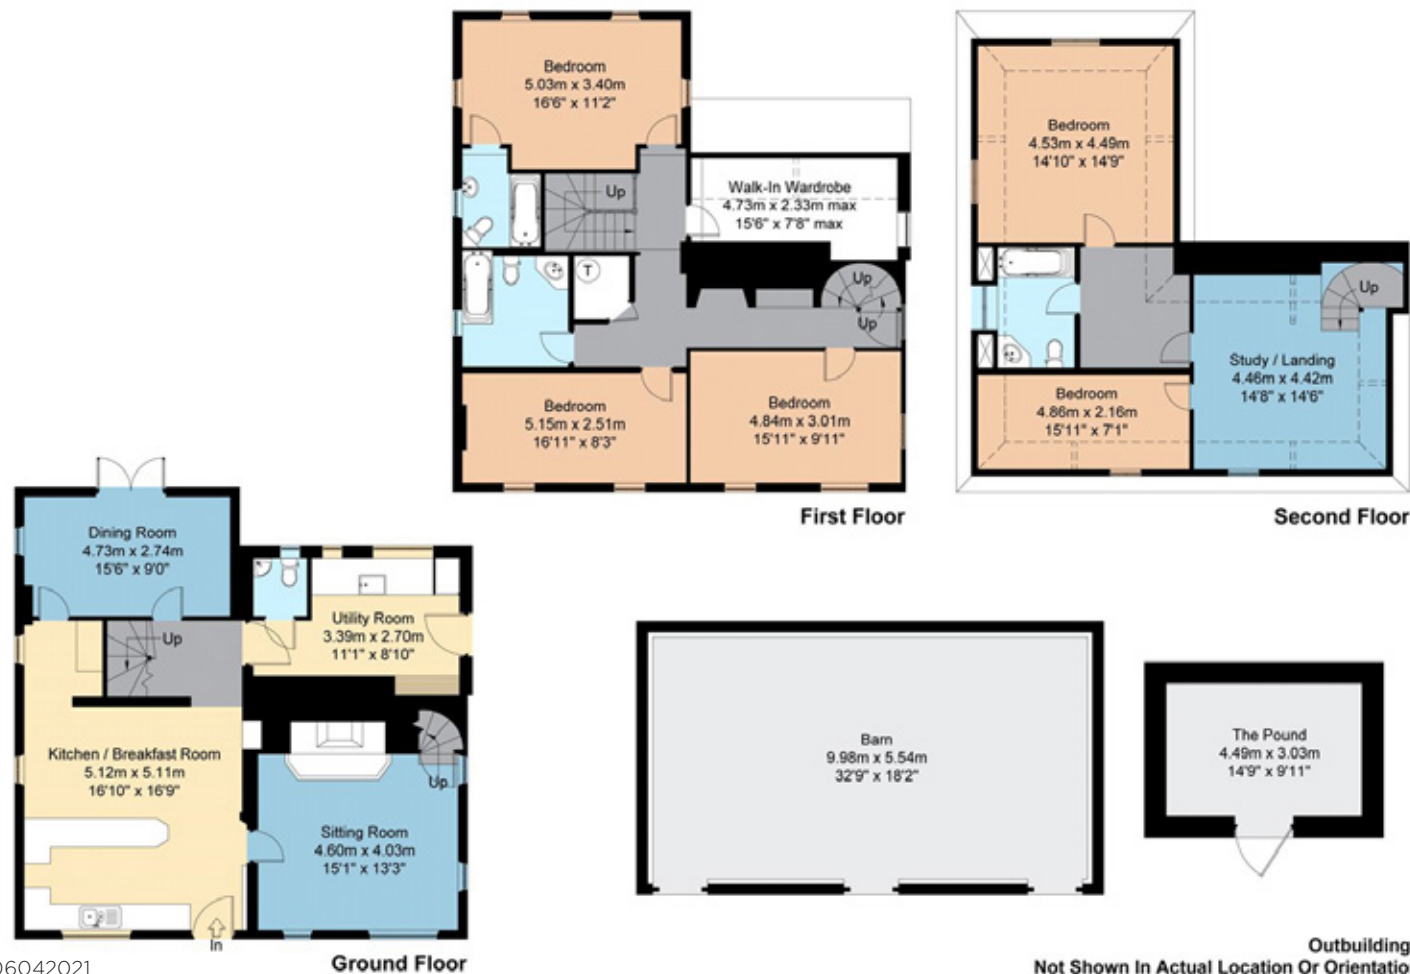 Bedroom
5.03m x 3.40m
16'6" x 11'2"
Up
Walk-In Wardrobe
4.73m x 2.33m max
15'6" x 7'8" max
T
Up
Up
Bedroom
5.15m x 2.51m
16'11" x 8'3"
Bedroom
4.84m x 3.01m
15'11" x 9'11"
First Floor
Bedroom
4.53m x 4.49m
14'10" x 14'9"
Up
Study / Landing
4.46m x 4.42m
14'8" x 14'6"
Bedroom
4.86m x 2.16m
15'11" x 7'1"
Second Floor
Dining Room
4.73m x 2.74m
15'6" x 9'0"
Up
Utility Room
3.39m x 2.70m
11'1" x 8'10"
Kitchen / Breakfast Room
5.12m x 5.11m
16'10" x 16'9"
Up
Sitting Room
4.60m x 4.03m
15'1" x 13'3"
In
Ground Floor
Barn
9.98m x 5.54m
32'9" x 18'2"
The Pound
4.49m x 3.03m
14'9" x 9'11"
Outbuilding
Not Shown In Actual Location Or Orientatio
06042021